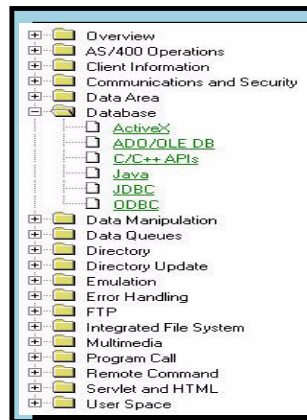 Overview
AS/400 Operations
Client Information
Communications and Security
Data Area
Database
ActiveX
ADO/OLE DB
C/C++ APIs
Java
JDBC
ODBC
Data Manipulation
Data Queues
Directory
Directory Update
Emulation
Error Handling
FTP
Integrated File System
Multimedia
Program Call
Remote Command
Servlet and HTML
User Space